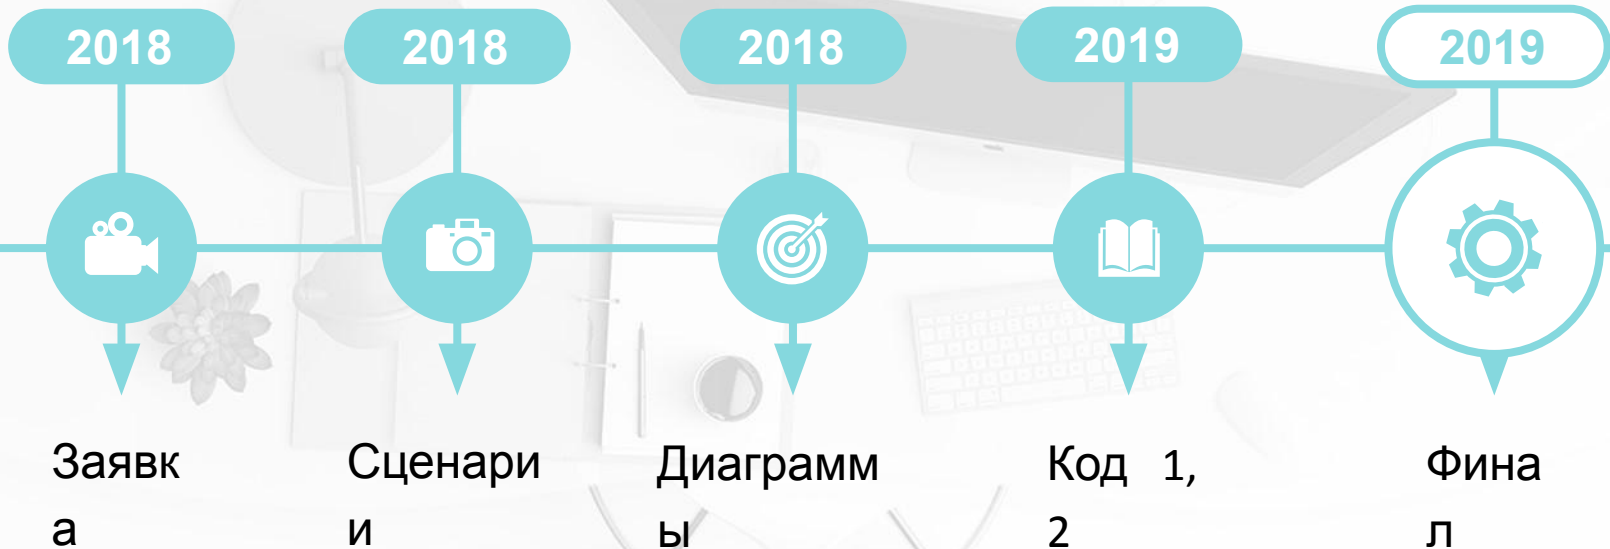 2018 2018 2018 2019 2019
Заявк
а
Сценари
и
Диаграмм
ы
Код 1,
2
Фина
л